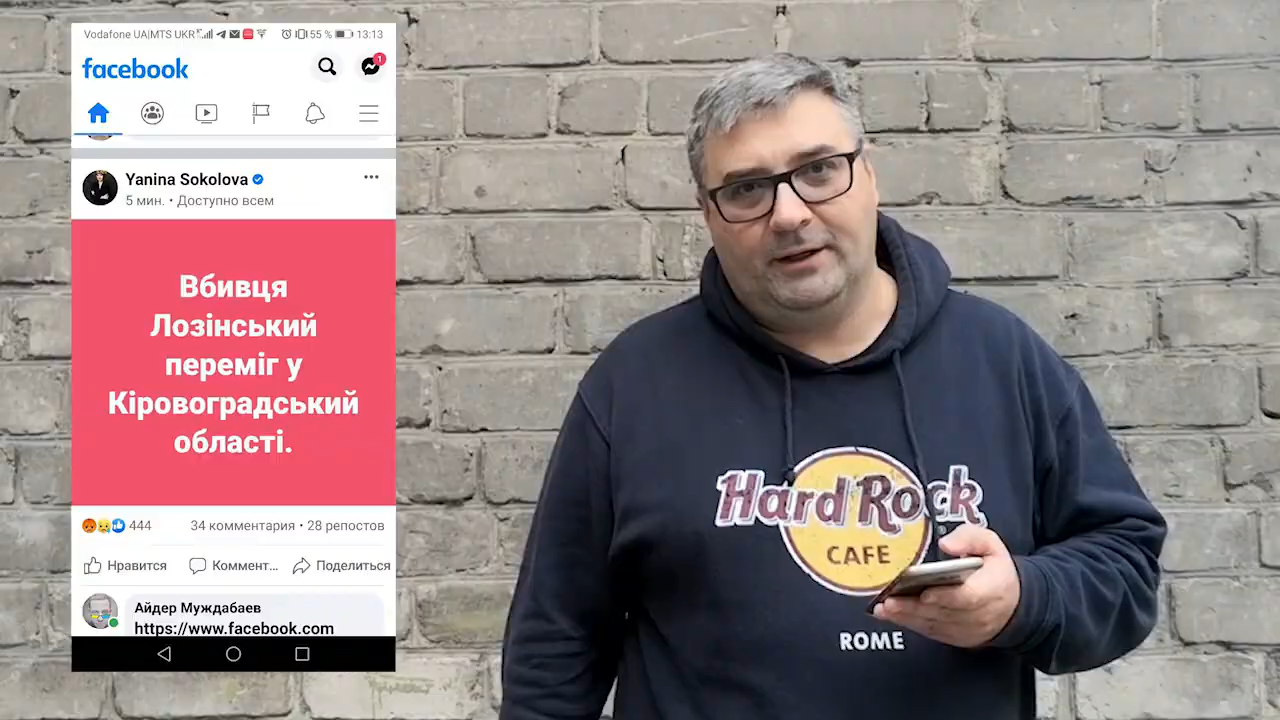 Vodafone UA|MTS UKR 55 % 13:13
facebook
1
Yanina Sokolova
5 мин. • Доступно всем
Вбивця
Лозінський
переміг у
Кіровоградський
області.
444 34 комментария • 28 репостов
Нравится Коммент... Поделиться
Айдер Муждабаев
https://www.facebook.com
Hard Rock
CAFE
ROME